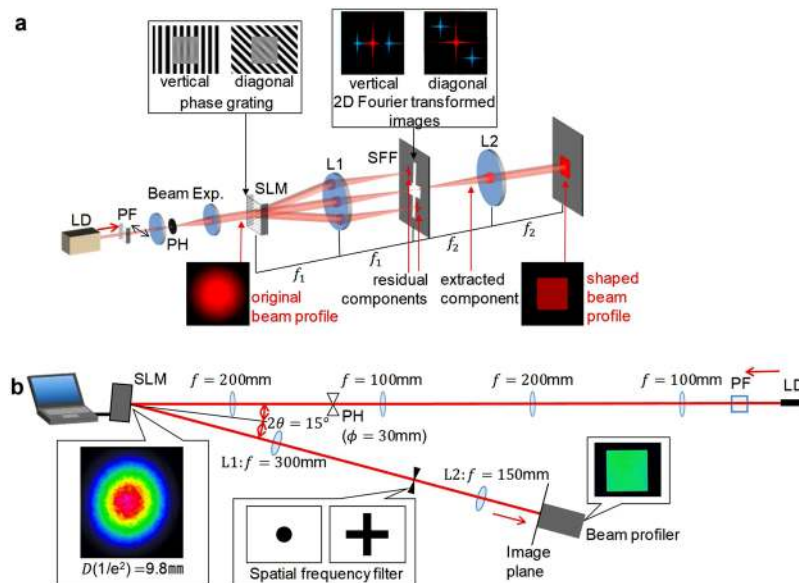 a
vertical
diagonal
phase grating
vertical
diagonal
2D Fourier transformed
images
SFF
L2
L1
SLM
Beam Exp.
PF
LD
PH
f₁
f₁
f₂
f₂
original
beam profile
residual
components
extracted
component
shaped
beam
profile
b
SLM
f = 200mm
f = 100mm
f = 200mm
f = 100mm
PF
LD
2θ = 15°
PH
(ϕ = 30mm)
L1: f = 300mm
L2: f = 150mm
D(1/e²)=9.8mm
Spatial frequency filter
Image
plane
Beam profiler